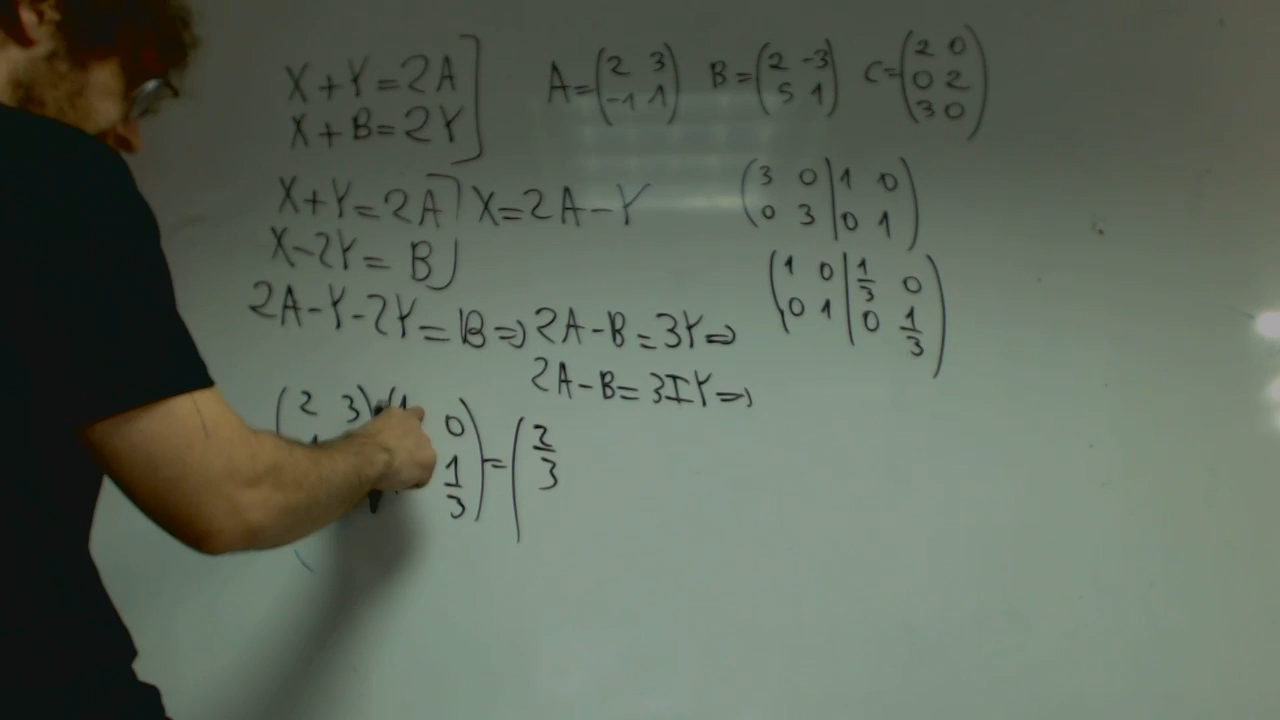 X+Y=2A]
X+B=2Y]
A=(2 3
-1 1)
B=(2 -3
5 1)
C=(2 0
0 2
3 0)
X+Y=2A] X=2A-Y
X-2Y= B]
(3 0|1 0
0 3|0 1)
(1 0|1/3 0
0 1|0 1/3)
2A-Y-2Y=B⇒2A-B=3Y⇒
2A-B=3IY⇒
(2 3) 0
1/3)=(2/3